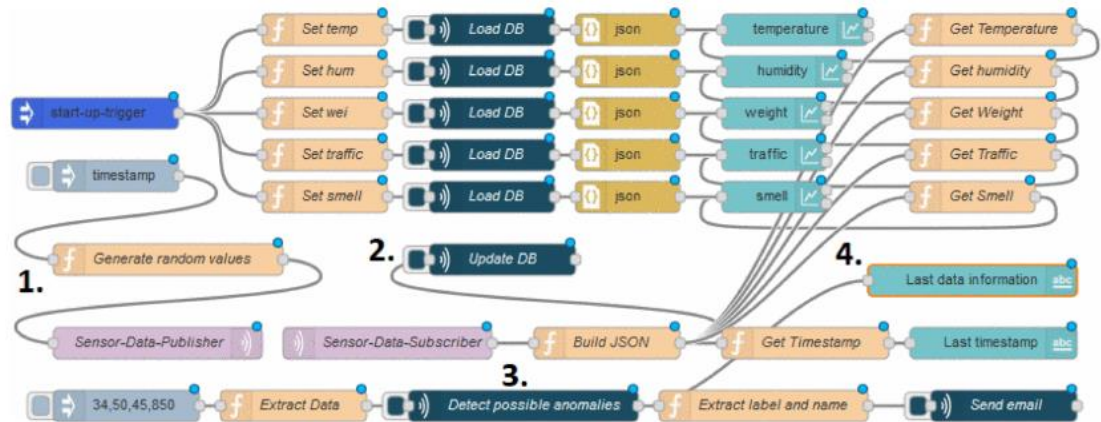 Set temp Load DB json temperature Get Temperature
Set hum Load DB json humidity Get humidity
start-up-trigger Set wei Load DB json weight Get Weight
Set traffic Load DB json traffic Get Traffic
timestamp
Set smell Load DB json smell Get Smell
1. Generate random values 2. Update DB 4.
Last data information abc
Sensor-Data-Publisher Sensor-Data-Subscriber Build JSON Get Timestamp Last timestamp abc
3.
34,50,45,850 Extract Data Detect possible anomalies Extract label and name Send email